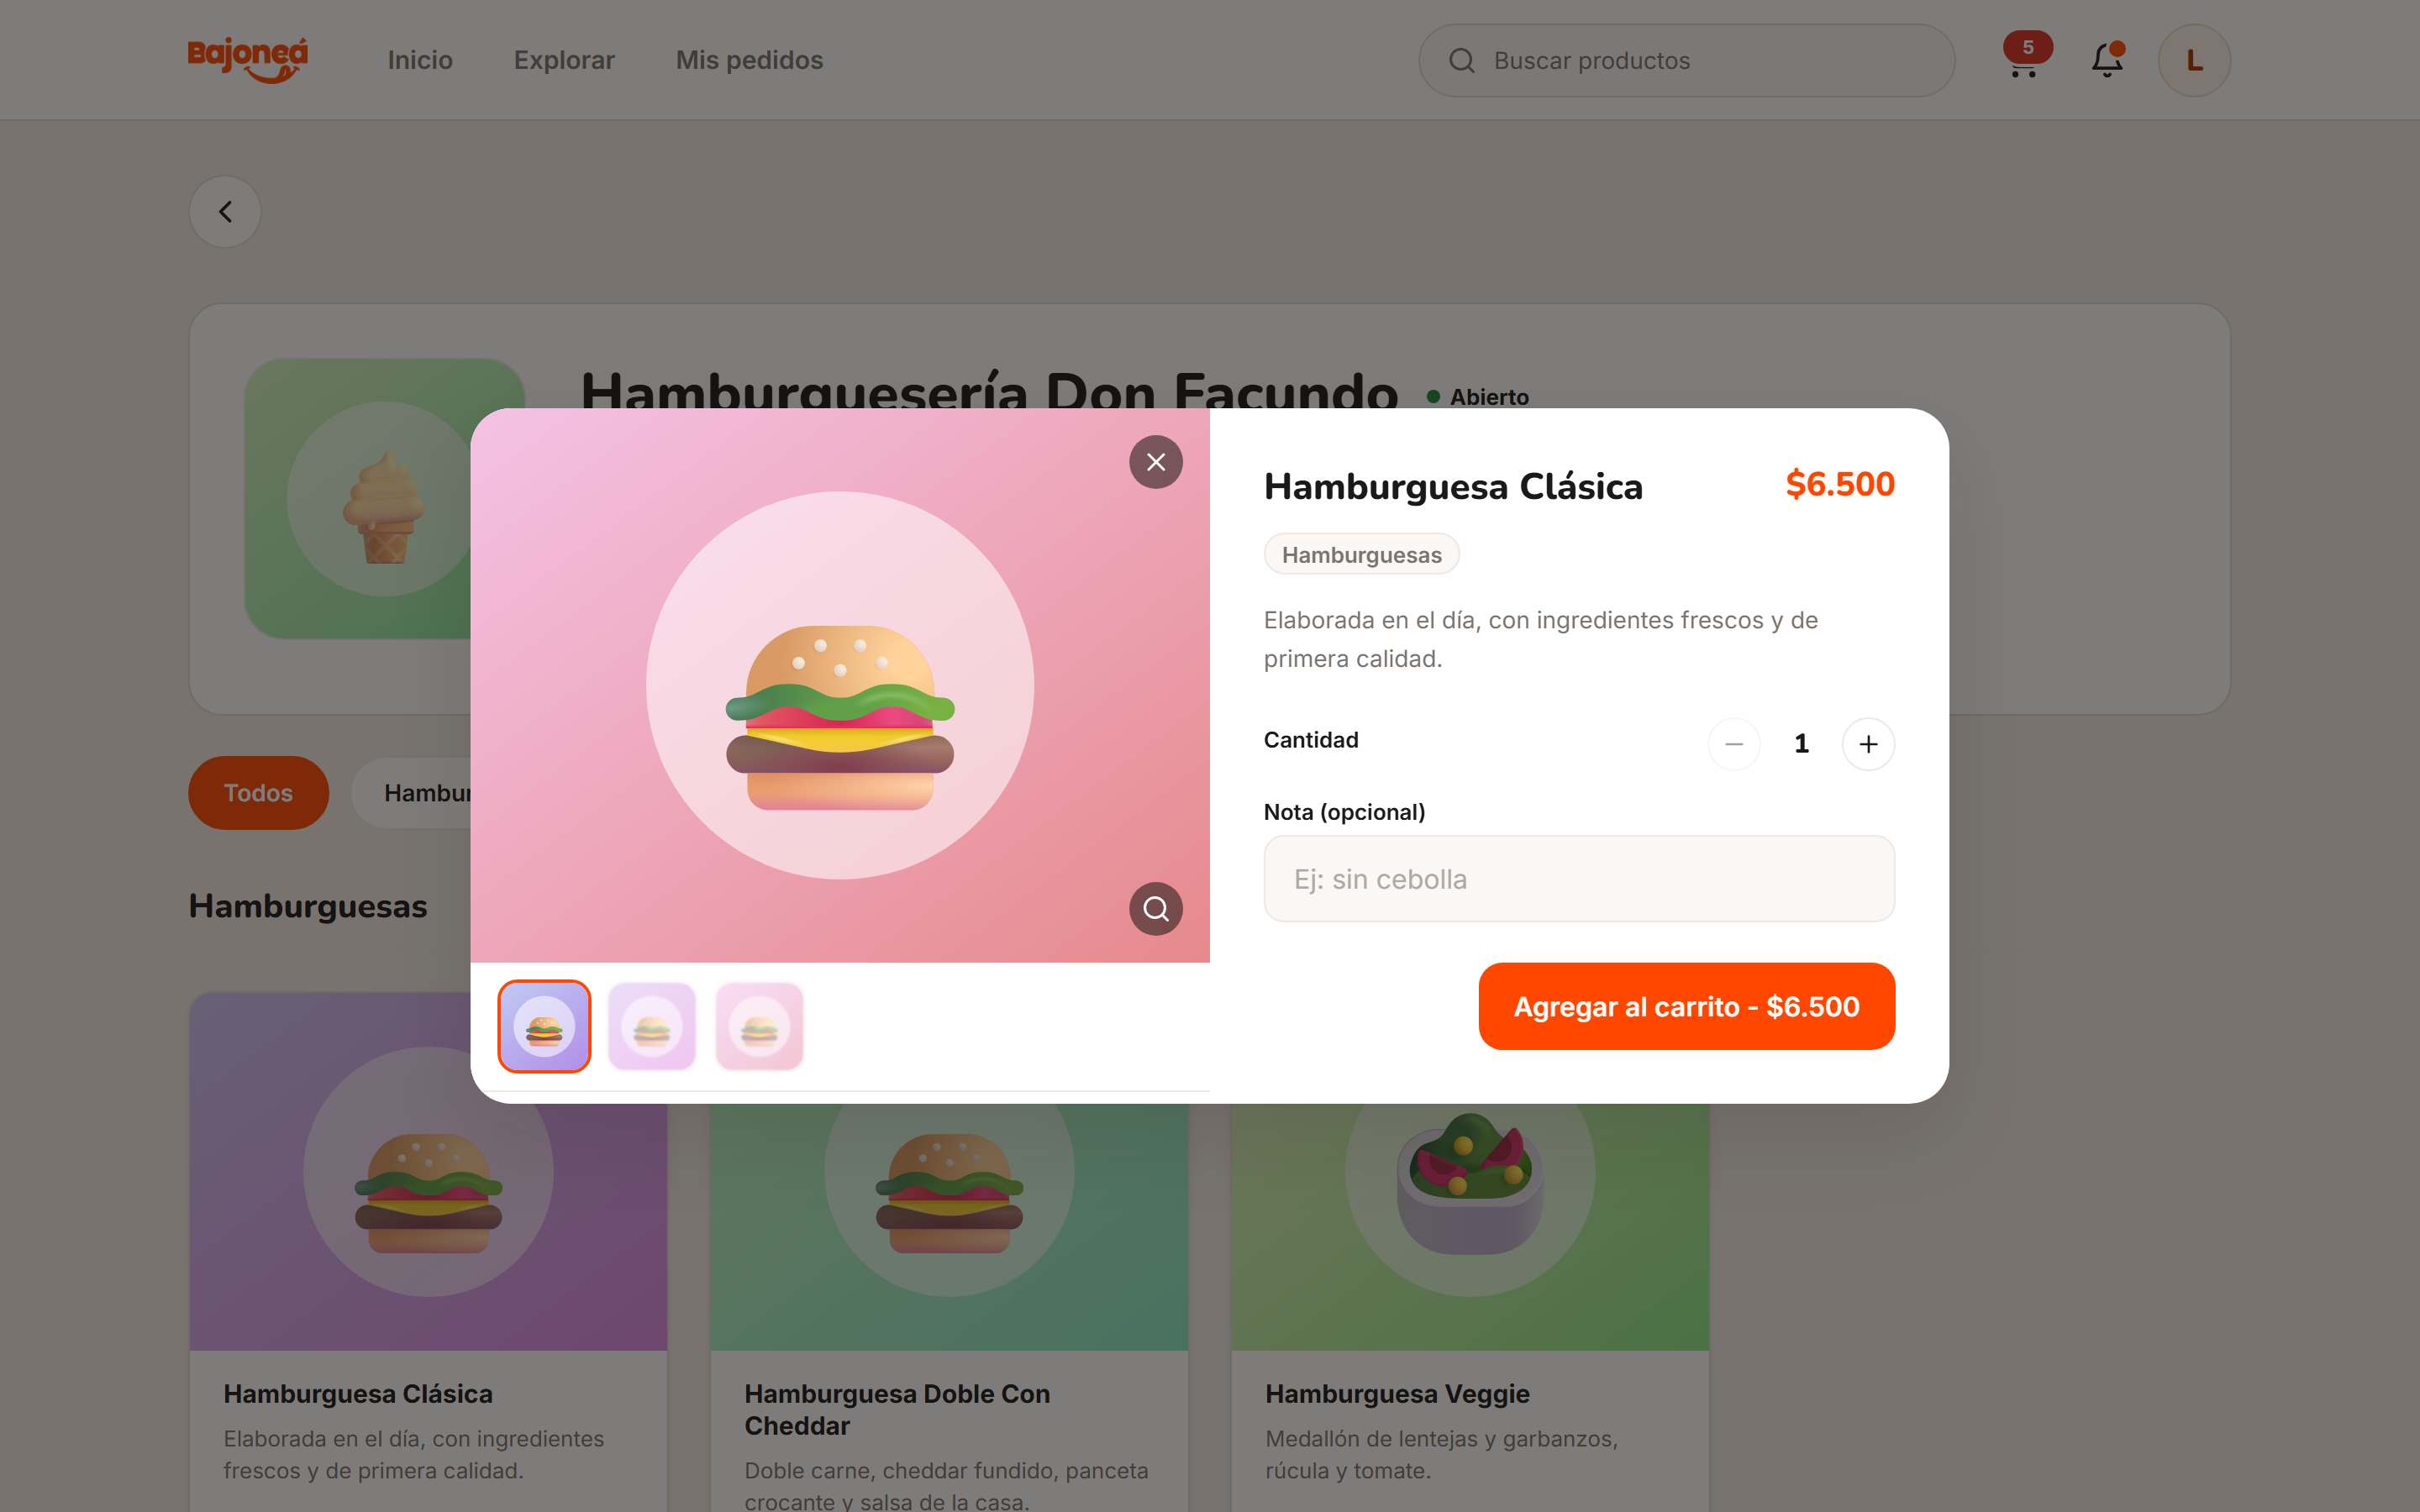 Bajoneá
Inicio
Explorar
Mis pedidos
Buscar productos
5
L
Hamburguesería Don Facundo
Abierto
Hamburguesa Clásica
$6.500
Hamburguesas
Elaborada en el día, con ingredientes frescos y de
primera calidad.
Cantidad
1
Nota (opcional)
Ej: sin cebolla
Agregar al carrito - $6.500
Todos
Hambur
Hamburguesas
Hamburguesa Clásica
Elaborada en el día, con ingredientes
frescos y de primera calidad.
Hamburguesa Doble Con
Cheddar
Doble carne, cheddar fundido, panceta
crocante y salsa de la casa.
Hamburguesa Veggie
Medallón de lentejas y garbanzos,
rúcula y tomate.